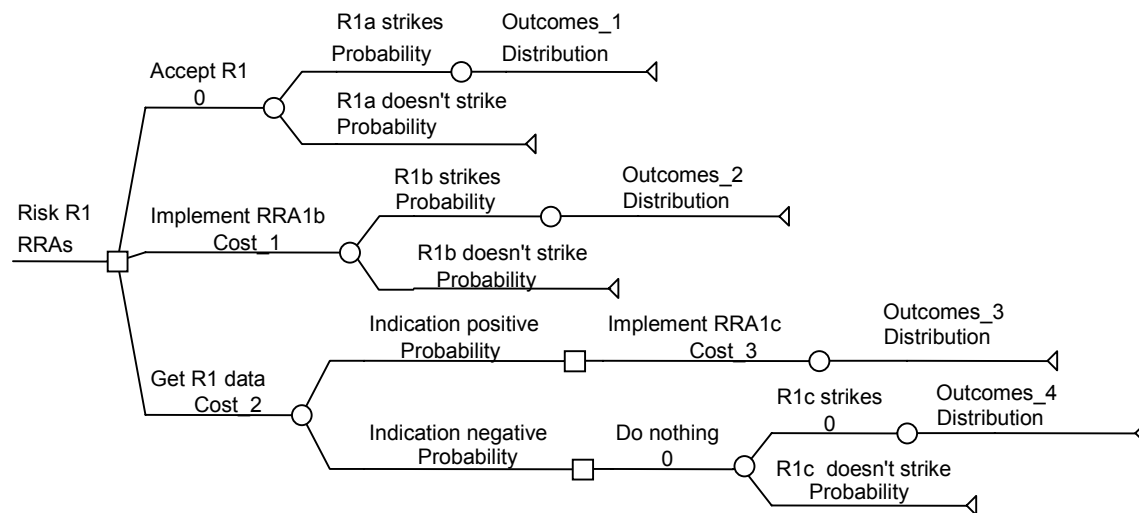 R1a strikes
Probability
Outcomes_1
Distribution
Accept R1
0
R1a doesn't strike
Probability
R1b strikes
Probability
Outcomes_2
Distribution
Risk R1
RRAs
Implement RRA1b
Cost_1
R1b doesn't strike
Probability
Indication positive
Probability
Implement RRA1c
Cost_3
Outcomes_3
Distribution
Get R1 data
Cost_2
Indication negative
Probability
Do nothing
0
R1c strikes
0
Outcomes_4
Distribution
R1c doesn't strike
Probability